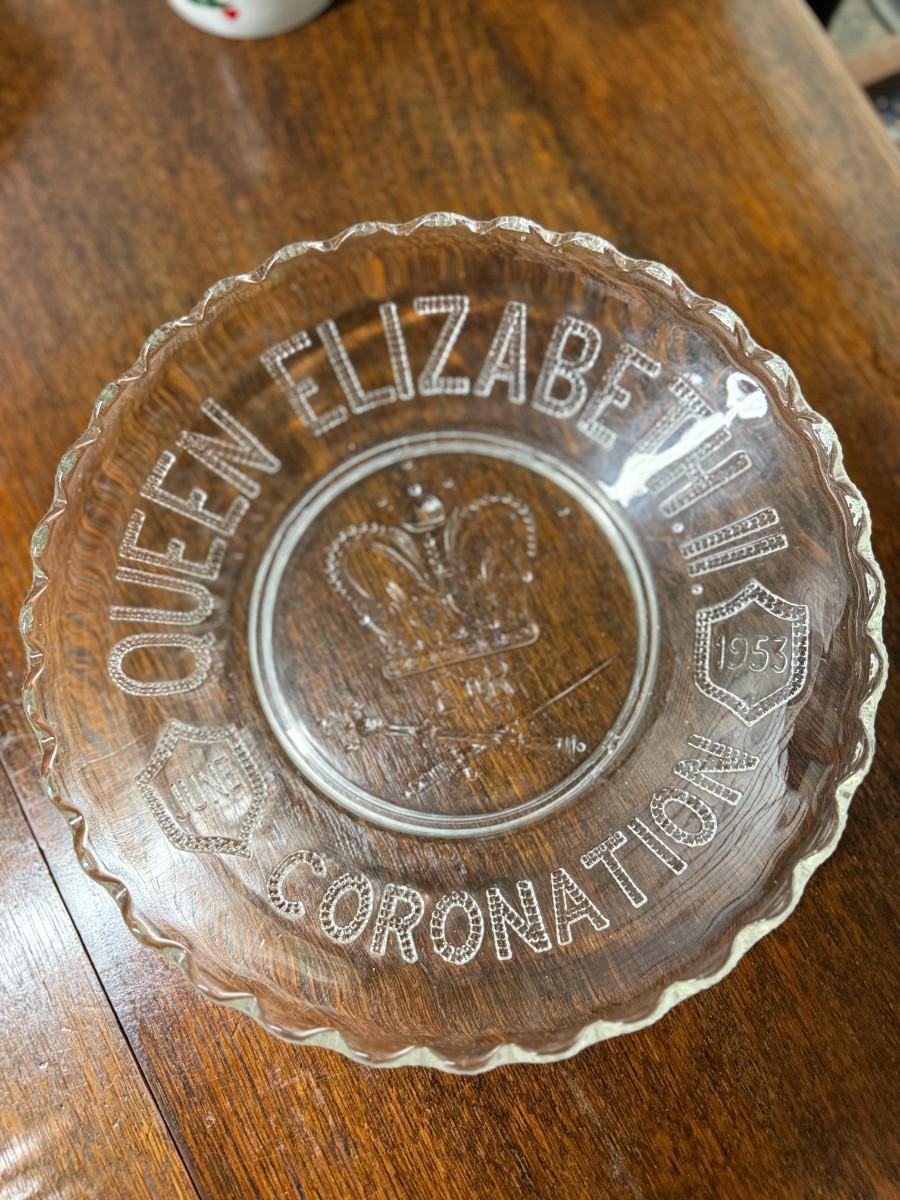 QUEEN ELIZABETH.II.
1953
CORONATION
JUNE